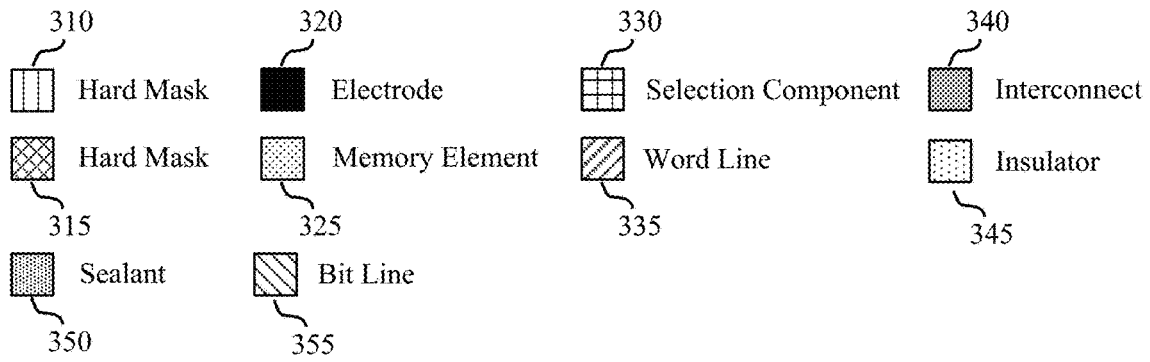 310 320 330 340
Hard Mask Electrode Selection Component Interconnect
Hard Mask Memory Element Word Line Insulator
315 325 335 345
Sealant Bit Line
350 355